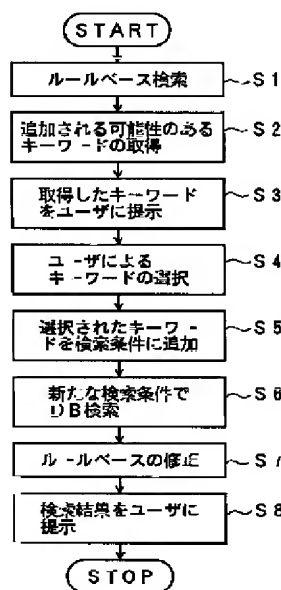 START
ルールベース検索
S1
追加される可能性のある
キーワードの取得
S2
取得したキーワード
をユーザに提示
S3
ユーザによる
キーワードの選択
S4
選択されたキーワー
ドを検索条件に追加
S5
新たな検索条件で
DB検索
S6
ルールベースの修正
S7
検索結果をユーザに
提示
S8
STOP